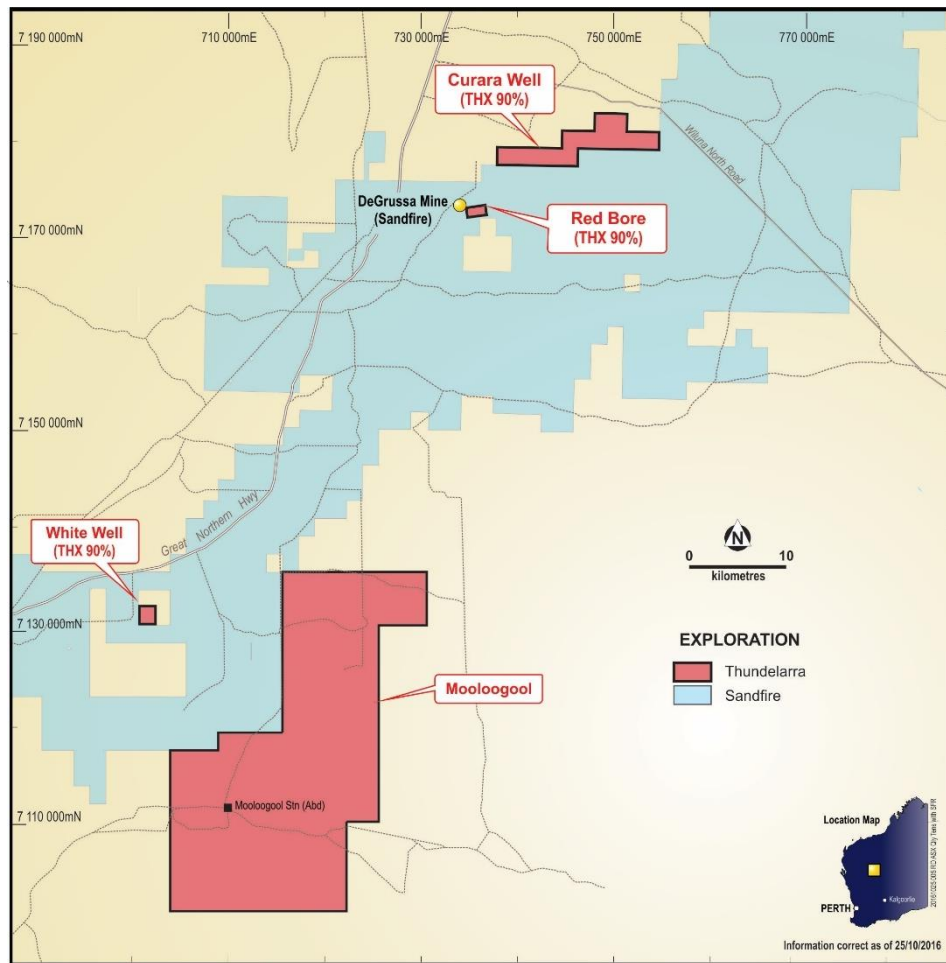 7 190 000mN
710 000mE
730 000mE
750 000mE
770 000mE
Curara Well
(THX 90%)
Wiluna North Road
DeGrussa Mine
(Sandfire)
Red Bore
(THX 90%)
7 170 000mN
7 150 000mN
Great Northern Hwy
White Well
(THX 90%)
N
0 10
kilometres
7 130 000mN
EXPLORATION
Thundelarra
Sandfire
Mooloogool
Mooloogool Stn (Abd)
7 110 000mN
Location Map
PERTH
Kalgoorlie
Information correct as of 25/10/2016